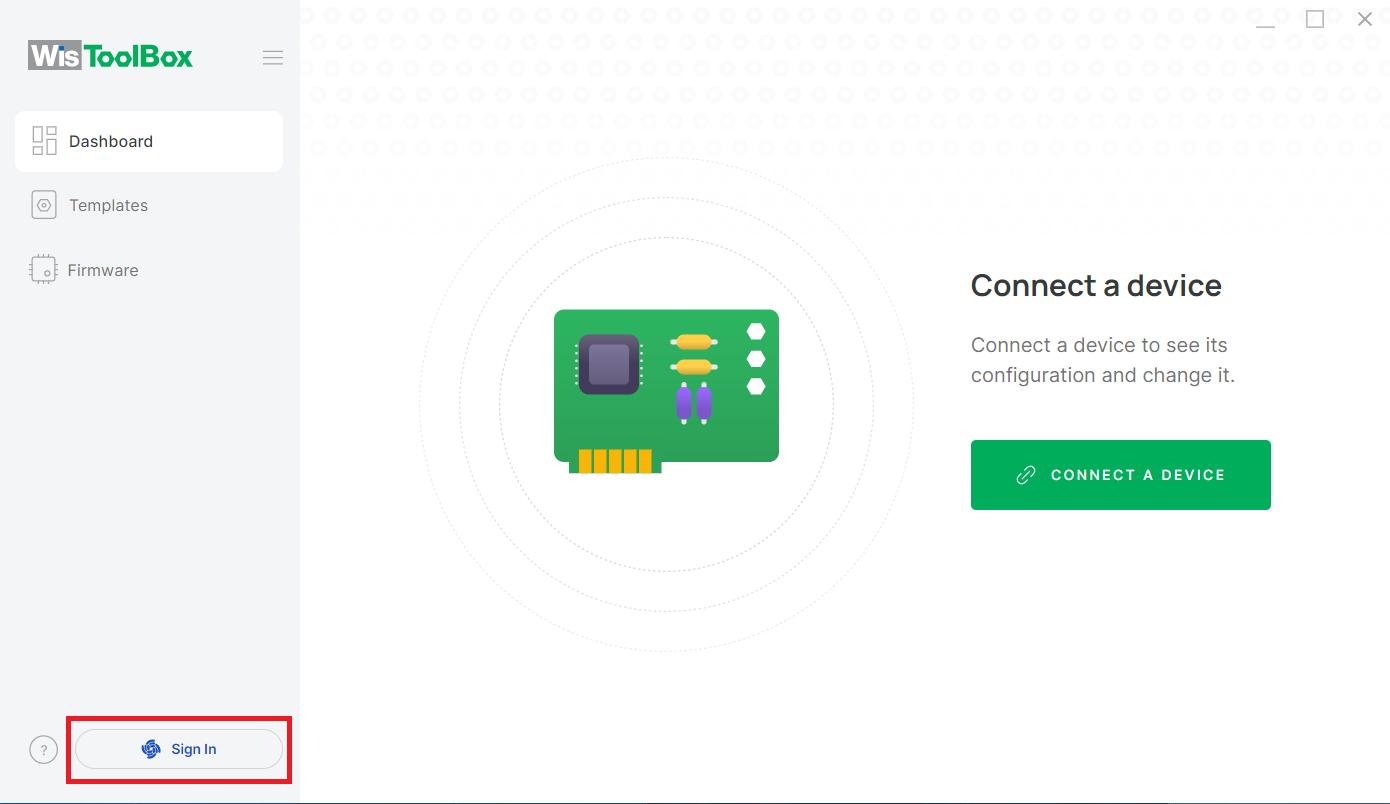 WisToolBox
Dashboard
Templates
Firmware
Connect a device
Connect a device to see its
configuration and change it.
CONNECT A DEVICE
?
Sign In